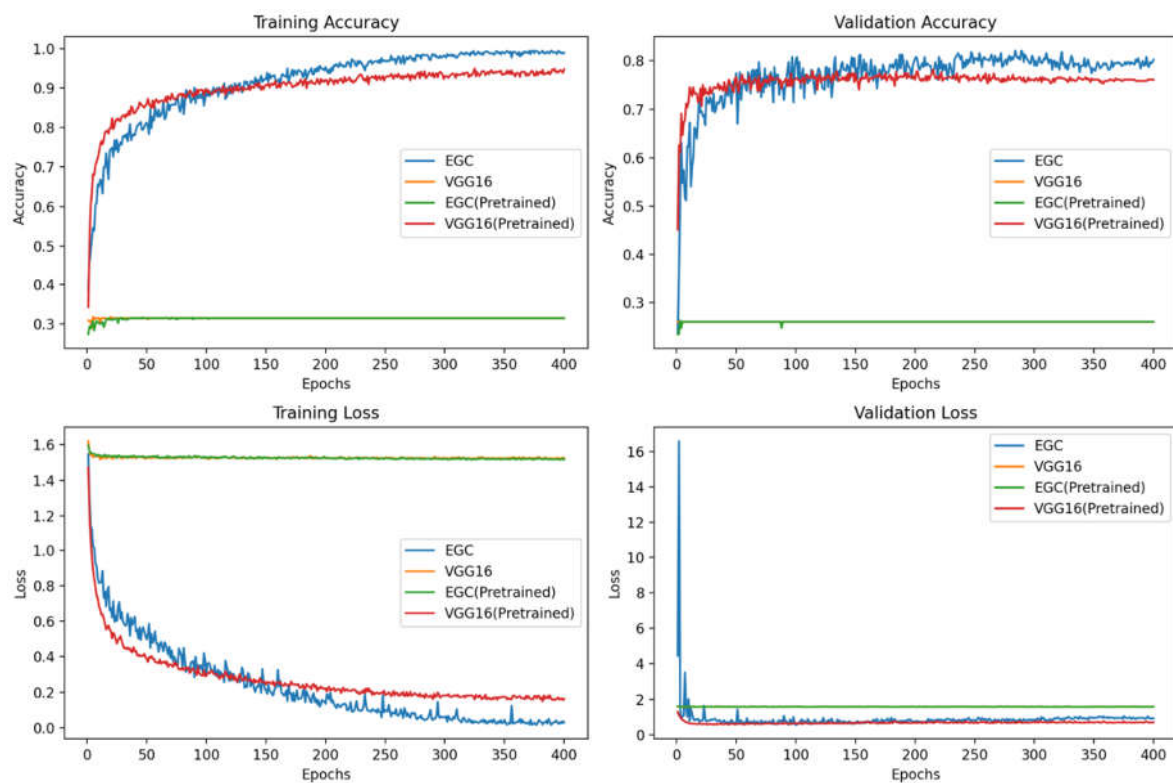 Training Accuracy
Accuracy
1.0
0.9
0.8
0.7
0.6
0.5
0.4
0.3
EGC
VGG16
EGC(Pretrained)
VGG16(Pretrained)
0 50 100 150 200 250 300 350 400
Epochs
Validation Accuracy
Accuracy
0.8
0.7
0.6
0.5
0.4
0.3
EGC
VGG16
EGC(Pretrained)
VGG16(Pretrained)
0 50 100 150 200 250 300 350 400
Epochs
Training Loss
Loss
1.6
1.4
1.2
1.0
0.8
0.6
0.4
0.2
0.0
EGC
VGG16
EGC(Pretrained)
VGG16(Pretrained)
0 50 100 150 200 250 300 350 400
Epochs
Validation Loss
Loss
16
14
12
10
8
6
4
2
0
EGC
VGG16
EGC(Pretrained)
VGG16(Pretrained)
0 50 100 150 200 250 300 350 400
Epochs